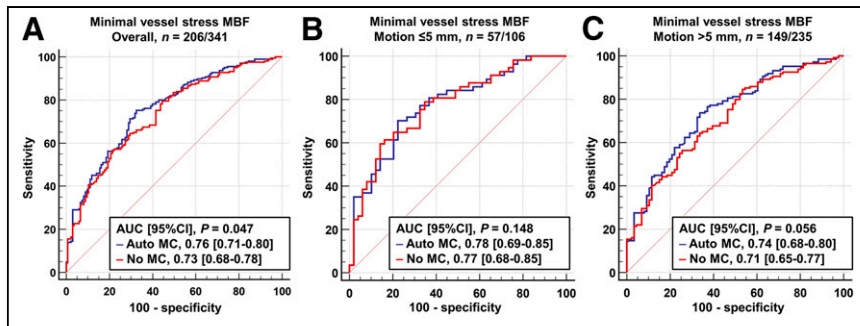 A
Minimal vessel stress MBF
Overall, n = 206/341
100
80
60
40
20
0
Sensitivity
AUC [95%CI], P = 0.047
Auto MC, 0.76 [0.71-0.80]
No MC, 0.73 [0.68-0.78]
0 20 40 60 80 100
100 - specificity
B
Minimal vessel stress MBF
Motion ≤5 mm, n = 57/106
100
80
60
40
20
0
Sensitivity
AUC [95%CI], P = 0.148
Auto MC, 0.78 [0.69-0.85]
No MC, 0.77 [0.68-0.85]
0 20 40 60 80 100
100 - specificity
C
Minimal vessel stress MBF
Motion >5 mm, n = 149/235
100
80
60
40
20
0
Sensitivity
AUC [95%CI], P = 0.056
Auto MC, 0.74 [0.68-0.80]
No MC, 0.71 [0.65-0.77]
0 20 40 60 80 100
100 - specificity